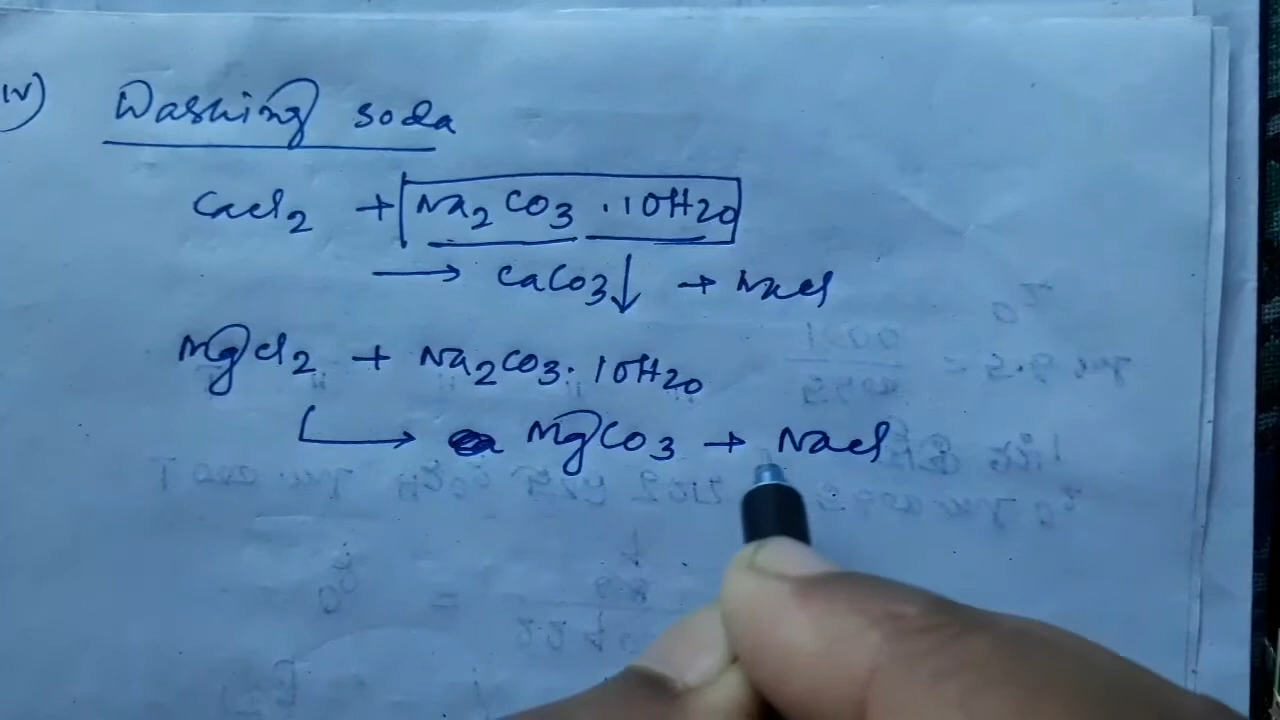 iv) Washing soda
CaCl2 + Na2CO3 .10H2O
→ CaCO3↓ + NaCl
MgCl2 + Na2CO3.10H2O
→ MgCO3 + NaCl